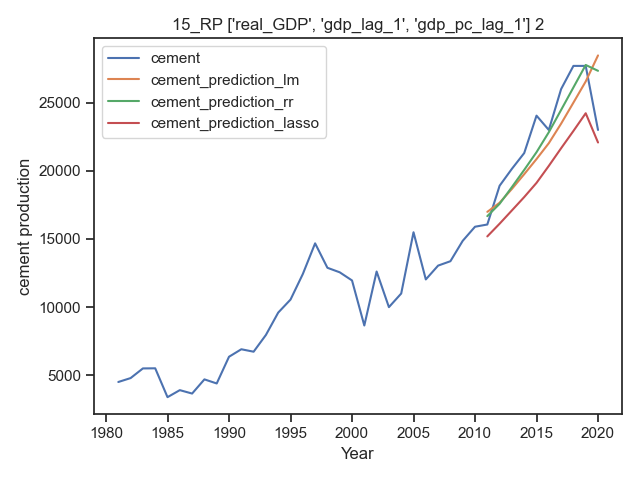 15_RP ['real_GDP', 'gdp_lag_1', 'gdp_pc_lag_1'] 2
cement
cement_prediction_lm
cement_prediction_rr
cement_prediction_lasso
cement production
25000
20000
15000
10000
5000
1980 1985 1990 1995 2000 2005 2010 2015 2020
Year